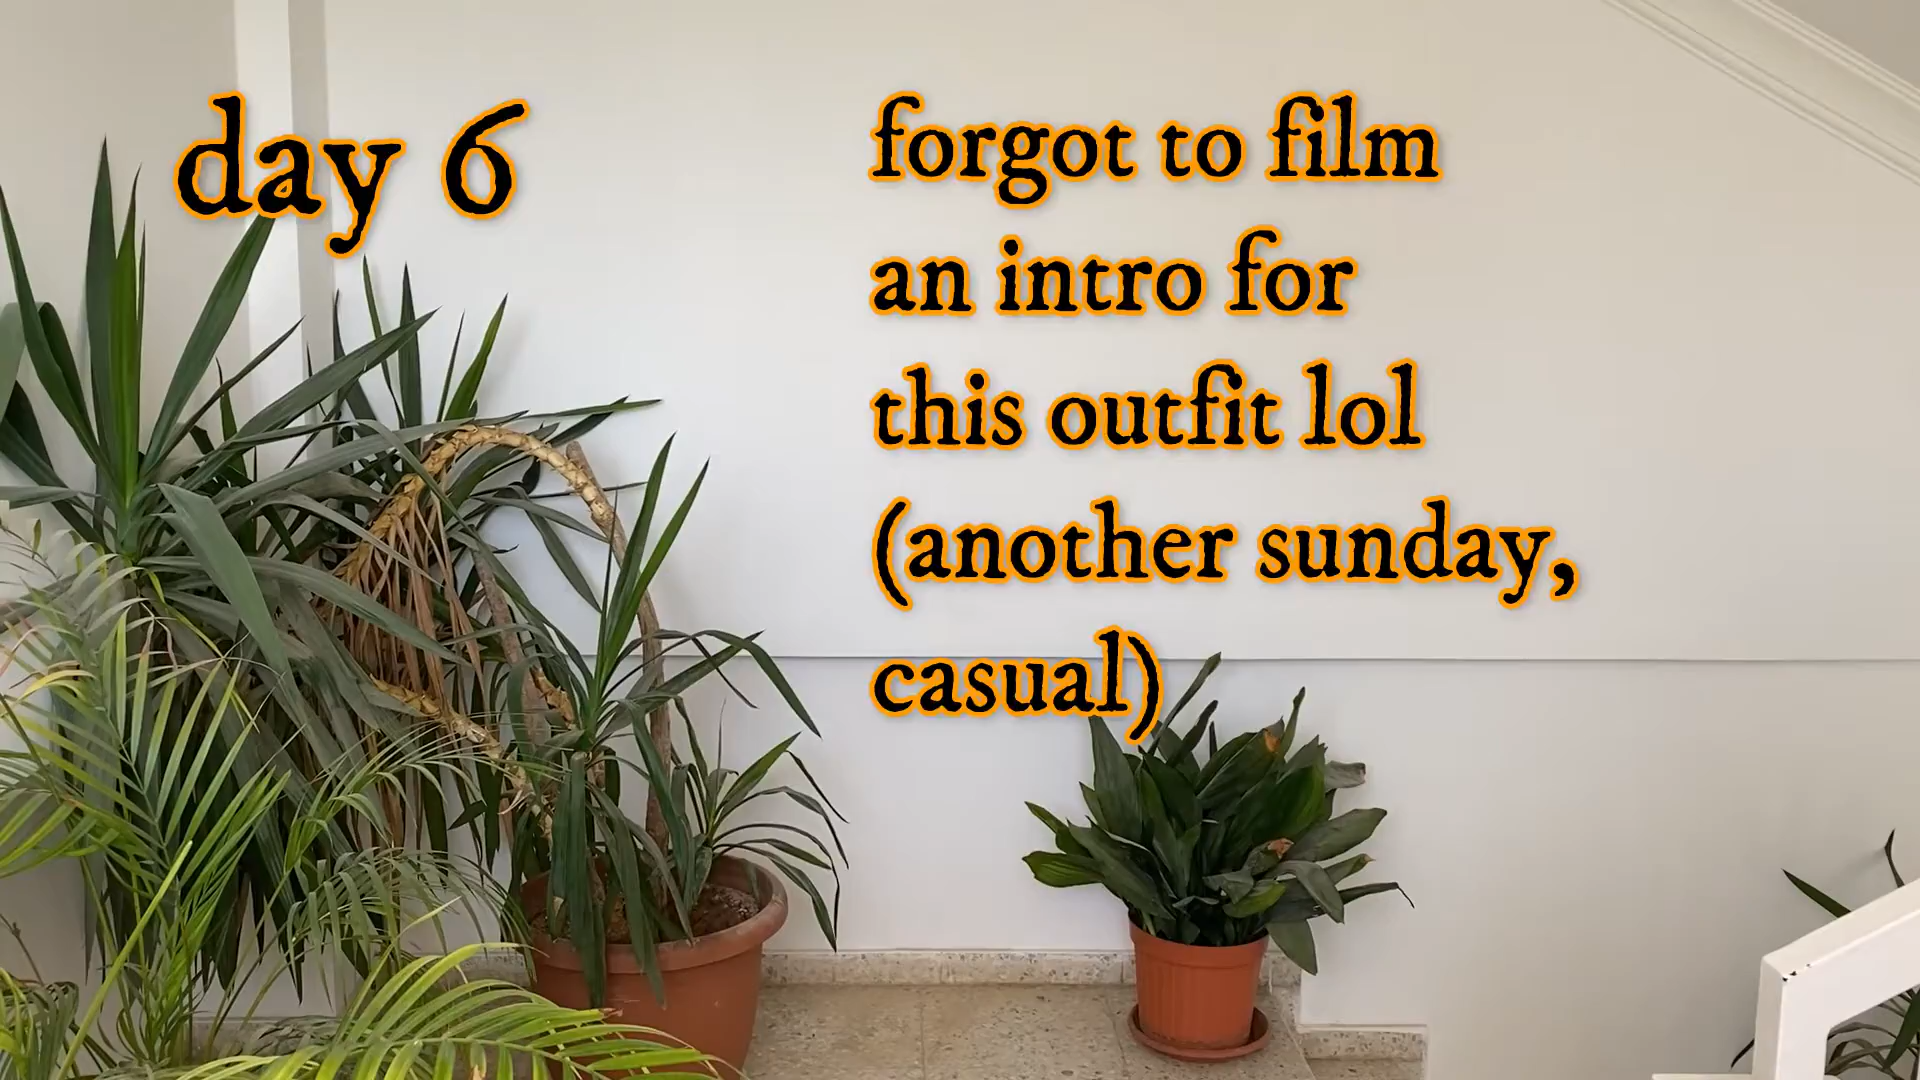 day 6
forgot to film
an intro for
this outfit lol
(another sunday,
casual)